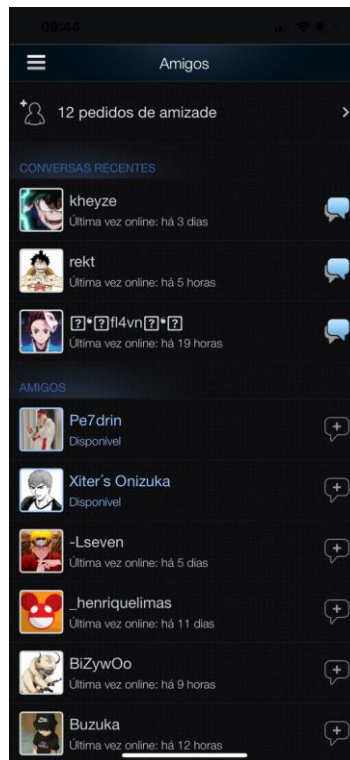 09:44
Amigos
12 pedidos de amizade
CONVERSAS RECENTES
kheyze
Última vez online: há 3 dias
rekt
Última vez online: há 5 horas
⍰❝⍰fl4vn⍰❝⍰
Última vez online: há 19 horas
AMIGOS
Pe7drin
Disponível
Xiter´s Onizuka
Disponível
-Lseven
Última vez online: há 5 dias
_henriquelimas
Última vez online: há 11 dias
BiZywOo
Última vez online: há 9 horas
Buzuka
Última vez online: há 12 horas